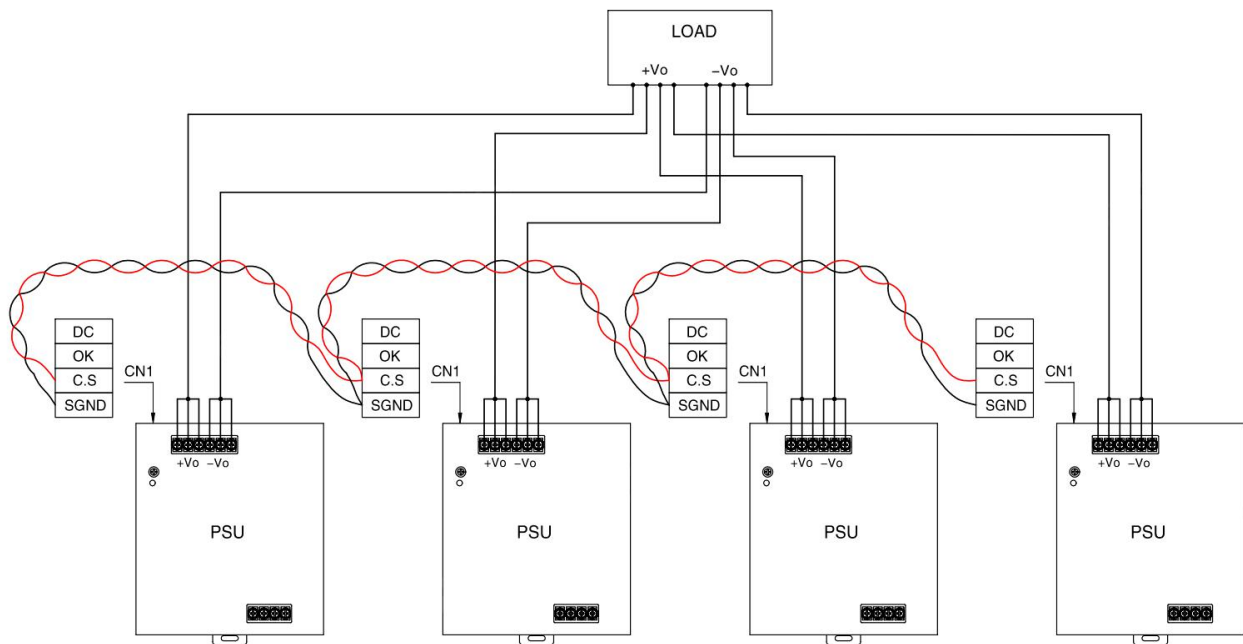 LOAD
+Vo −Vo
DC DC DC DC
OK OK OK OK
CN1 C.S CN1 C.S CN1 C.S CN1 C.S
SGND SGND SGND SGND
+Vo −Vo +Vo −Vo +Vo −Vo +Vo −Vo
PSU PSU PSU PSU